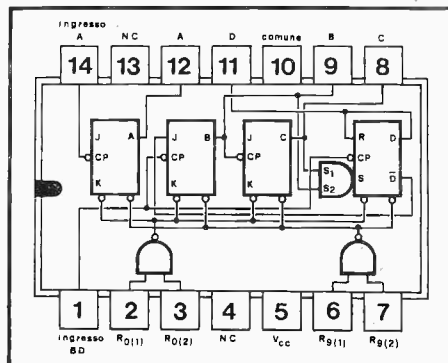 ingresso
A NC A D comune B C
14 13 12 11 10 9 8
J A J B J C R D
CP CP CP CP
S1
K K K S2 S D̅
1 2 3 4 5 6 7
ingresso R0(1) R0(2) NC Vcc R9(1) R9(2)
BD